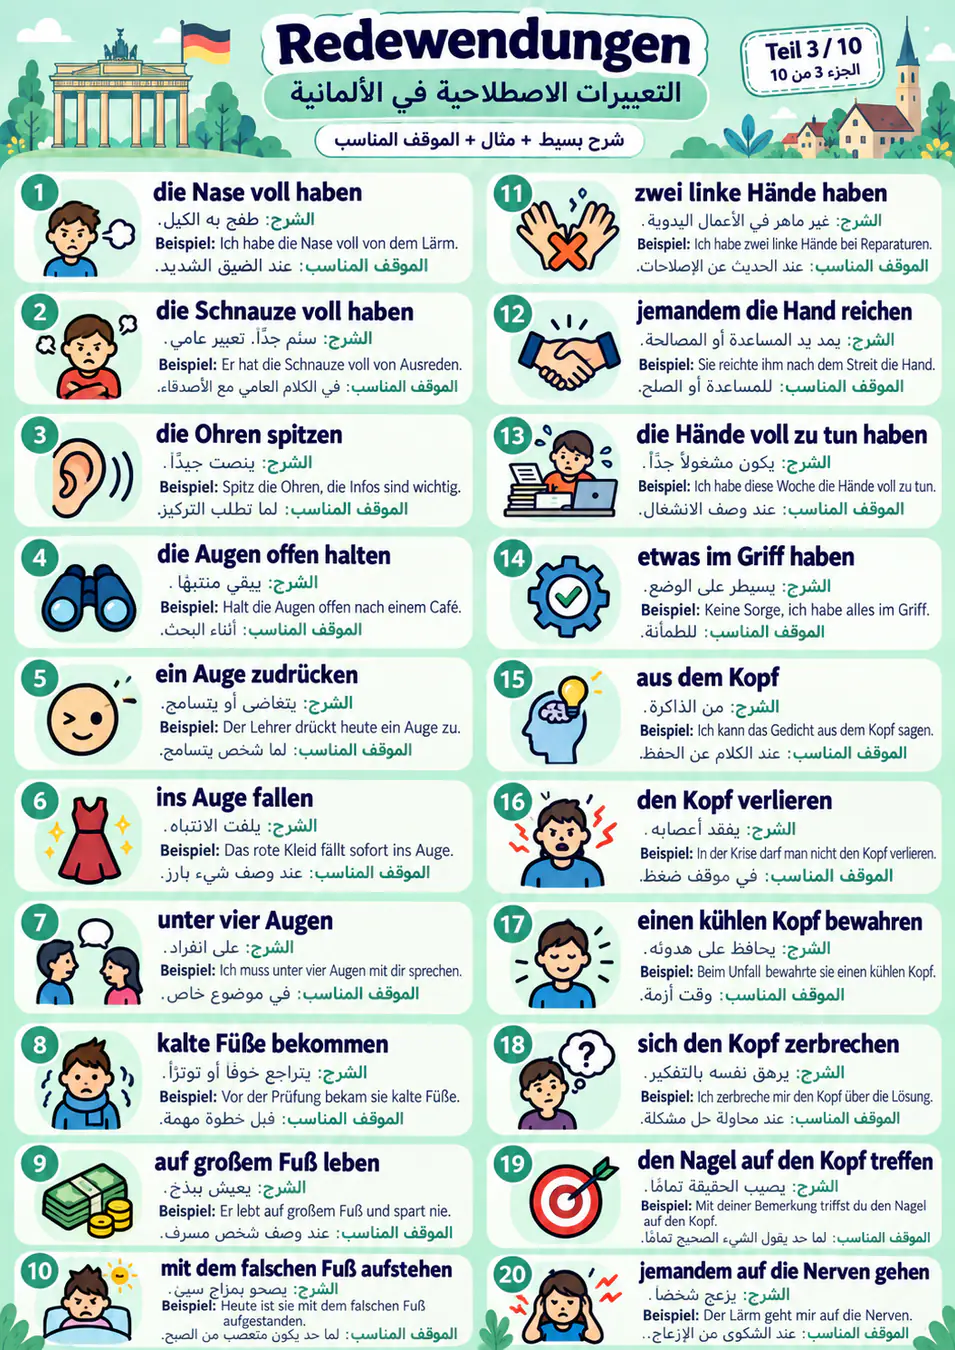 Redewendungen
التعبيرات الاصطلاحية في الألمانية
شرح بسيط + مثال + الموقف المناسب
Teil 3 / 10
الجزء 3 من 10
1
die Nase voll haben
الشرح: طفح به الكيل.
Beispiel: Ich habe die Nase voll von dem Lärm.
الموقف المناسب: عند الضيق الشديد.
2
die Schnauze voll haben
الشرح: سئم جدًّا. تعبير عامي.
Beispiel: Er hat die Schnauze voll von Ausreden.
الموقف المناسب: في الكلام العامي مع الأصدقاء.
3
die Ohren spitzen
الشرح: ينصت جيدًّا.
Beispiel: Spitz die Ohren, die Infos sind wichtig.
الموقف المناسب: لما تطلب التركيز.
4
die Augen offen halten
الشرح: يبقي منتبهًا.
Beispiel: Halt die Augen offen nach einem Café.
الموقف المناسب: أثناء البحث.
5
ein Auge zudrücken
الشرح: يتغاضى أو يتسامج.
Beispiel: Der Lehrer drückt heute ein Auge zu.
الموقف المناسب: لما شخص يتسامج.
6
ins Auge fallen
الشرح: يلفت الانتباه.
Beispiel: Das rote Kleid fällt sofort ins Auge.
الموقف المناسب: عند وصف شيء بارز.
7
unter vier Augen
الشرح: على انفراد.
Beispiel: Ich muss unter vier Augen mit dir sprechen.
الموقف المناسب: في موضوع خاص.
8
kalte Füße bekommen
الشرح: يتراجع خوفًا أو توترًا.
Beispiel: Vor der Prüfung bekam sie kalte Füße.
الموقف المناسب: قبل خطوة مهمة.
9
auf großem Fuß leben
الشرح: يعيش ببذخ.
Beispiel: Er lebt auf großem Fuß und spart nie.
الموقف المناسب: عند وصف شخص مسرف.
10
mit dem falschen Fuß aufstehen
الشرح: يصحو بمزاج سيئ.
Beispiel: Heute ist sie mit dem falschen Fuß
aufgestanden.
الموقف المناسب: لما حد يكون متعصب من الصبح.
11
zwei linke Hände haben
الشرح: غير ماهر في الأعمال اليدوية.
Beispiel: Ich habe zwei linke Hände bei Reparaturen.
الموقف المناسب: عند الحديث عن الإصلاحات.
12
jemandem die Hand reichen
الشرح: يمد يد المساعدة أو المصالحة.
Beispiel: Sie reichte ihm nach dem Streit die Hand.
الموقف المناسب: للمساعدة أو الصلح.
13
die Hände voll zu tun haben
الشرح: يكون مشغولاً جدًّا.
Beispiel: Ich habe diese Woche die Hände voll zu tun.
الموقف المناسب: عند وصف الانشغال.
14
etwas im Griff haben
الشرح: يسيطر على الوضع.
Beispiel: Keine Sorge, ich habe alles im Griff.
الموقف المناسب: للطمأنة.
15
aus dem Kopf
الشرح: من الذاكرة.
Beispiel: Ich kann das Gedicht aus dem Kopf sagen.
الموقف المناسب: عند الكلام عن الحفظ.
16
den Kopf verlieren
الشرح: يفقد أعصابه.
Beispiel: In der Krise darf man nicht den Kopf verlieren.
الموقف المناسب: في موقف ضغط.
17
einen kühlen Kopf bewahren
الشرح: يحافظ على هدوئه.
Beispiel: Beim Unfall bewahrte sie einen kühlen Kopf.
الموقف المناسب: وقت أزمة.
18
sich den Kopf zerbrechen
الشرح: يرهق نفسه بالتفكير.
Beispiel: Ich zerbreche mir den Kopf über die Lösung.
الموقف المناسب: عند محاولة حل مشكلة.
19
den Nagel auf den Kopf treffen
الشرح: يصيب الحقيقة تمامًا.
Beispiel: Mit deiner Bemerkung triffst du den Nagel
auf den Kopf.
الموقف المناسب: لما حد يقول الشيء الصحيح تمامًا.
20
jemandem auf die Nerven gehen
الشرح: يزعج شخصًا.
Beispiel: Der Lärm geht mir auf die Nerven.
الموقف المناسب: عند الشكوى من الإزعاج..
?